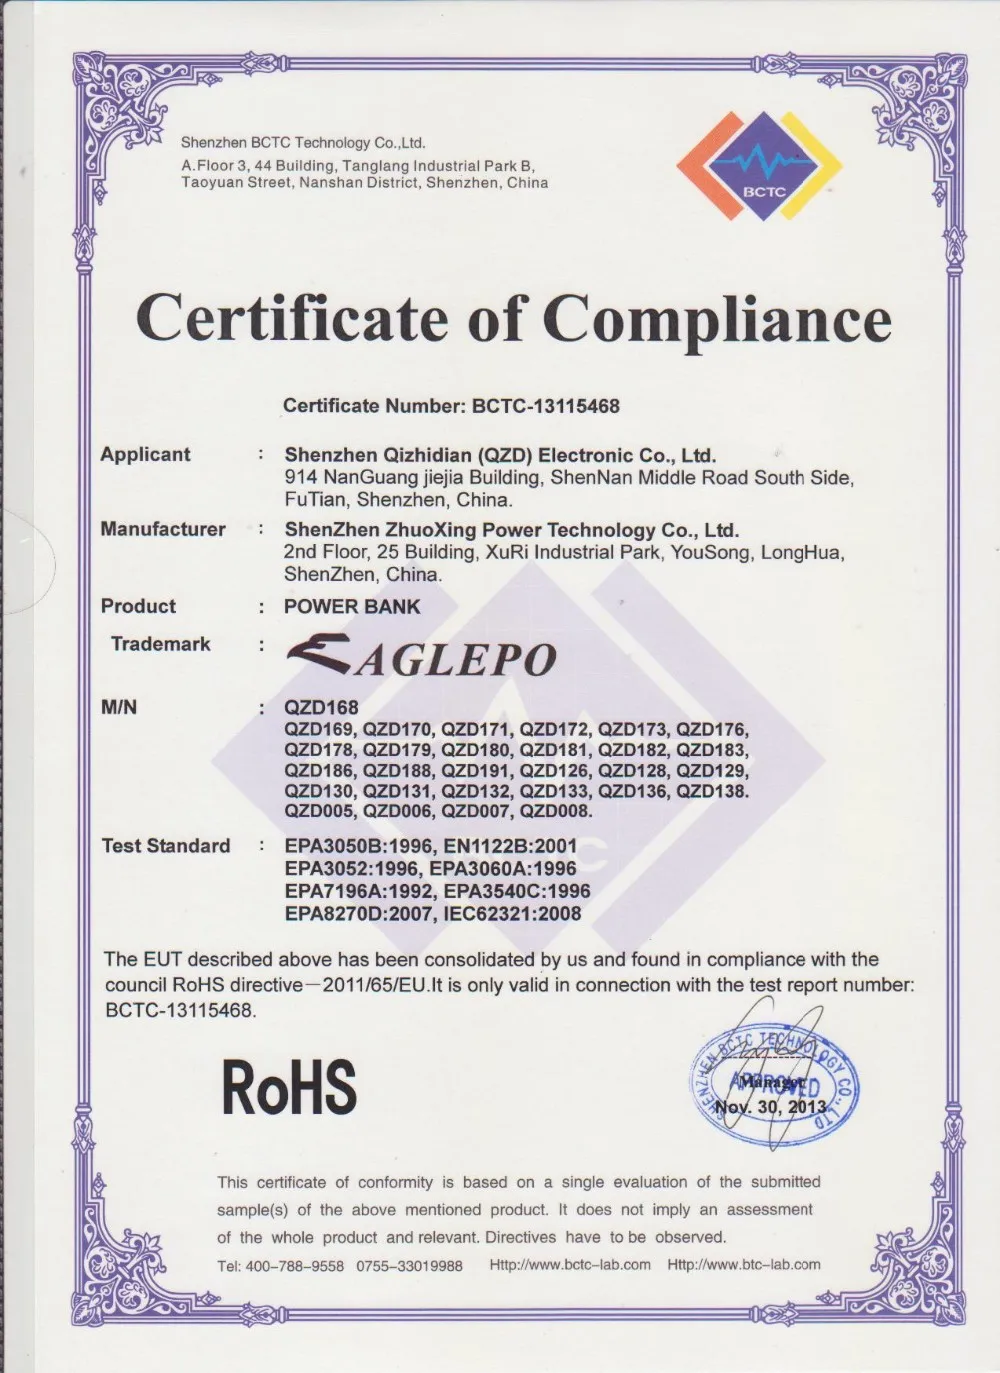 Shenzhen BCTC Technology Co.,Ltd.
A.Floor 3, 44 Building, Tanglang Industrial Park B,
Taoyuan Street, Nanshan District, Shenzhen, China
BCTC
Certificate of Compliance
Certificate Number: BCTC-13115468
Applicant : Shenzhen Qizhidian (QZD) Electronic Co., Ltd.
914 NanGuang jiejia Building, ShenNan Middle Road South Side,
FuTian, Shenzhen, China.
Manufacturer : ShenZhen ZhuoXing Power Technology Co., Ltd.
2nd Floor, 25 Building, XuRi Industrial Park, YouSong, LongHua,
ShenZhen, China.
Product : POWER BANK
Trademark : EAGLEPO
M/N : QZD168
QZD169, QZD170, QZD171, QZD172, QZD173, QZD176,
QZD178, QZD179, QZD180, QZD181, QZD182, QZD183,
QZD186, QZD188, QZD191, QZD126, QZD128, QZD129,
QZD130, QZD131, QZD132, QZD133, QZD136, QZD138.
QZD005, QZD006, QZD007, QZD008.
Test Standard : EPA3050B:1996, EN1122B:2001
EPA3052:1996, EPA3060A:1996
EPA7196A:1992, EPA3540C:1996
EPA8270D:2007, IEC62321:2008
BCTC
The EUT described above has been consolidated by us and found in compliance with the
council RoHS directive—2011/65/EU.It is only valid in connection with the test report number:
BCTC-13115468.
RoHS
SHENZHEN BCTC TECHNOLOGY CO., LTD
APPROVED
Manager
Nov. 30, 2013
This certificate of conformity is based on a single evaluation of the submitted
sample(s) of the above mentioned product. It does not imply an assessment
of the whole product and relevant. Directives have to be observed.
Tel: 400-788-9558 0755-33019988 Http://www.bctc-lab.com Http://www.btc-lab.com